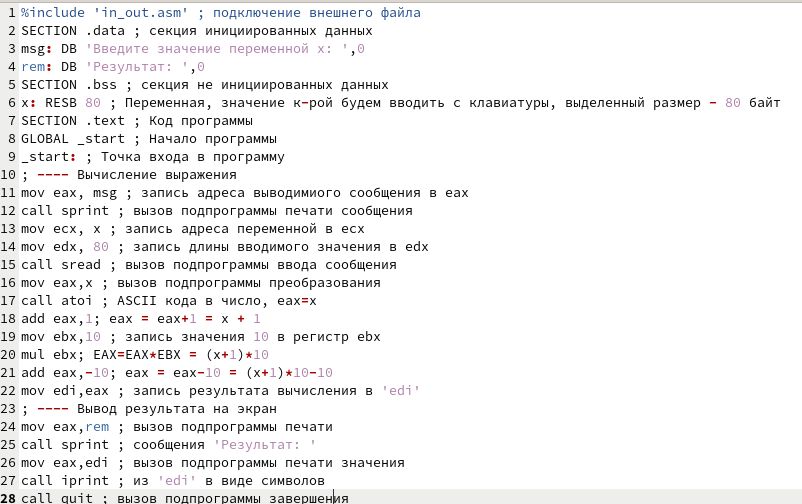 1 %include 'in_out.asm' ; подключение внешнего файла
2 SECTION .data ; секция инициированных данных
3 msg: DB 'Введите значение переменной x: ',0
4 rem: DB 'Результат: ',0
5 SECTION .bss ; секция не инициированных данных
6 x: RESB 80 ; Переменная, значение к-рой будем вводить с клавиатуры, выделенный размер - 80 байт
7 SECTION .text ; Код программы
8 GLOBAL _start ; Начало программы
9 _start: ; Точка входа в программу
10 ; ---- Вычисление выражения
11 mov eax, msg ; запись адреса выводимиого сообщения в eax
12 call sprint ; вызов подпрограммы печати сообщения
13 mov ecx, x ; запись адреса переменной в ecx
14 mov edx, 80 ; запись длины вводимого значения в edx
15 call sread ; вызов подпрограммы ввода сообщения
16 mov eax,x ; вызов подпрограммы преобразования
17 call atoi ; ASCII кода в число, eax=x
18 add eax,1; eax = eax+1 = x + 1
19 mov ebx,10 ; запись значения 10 в регистр ebx
20 mul ebx; EAX=EAX*EBX = (x+1)*10
21 add eax,-10; eax = eax-10 = (x+1)*10-10
22 mov edi,eax ; запись результата вычисления в 'edi'
23 ; ---- Вывод результата на экран
24 mov eax,rem ; вызов подпрограммы печати
25 call sprint ; сообщения 'Результат: '
26 mov eax,edi ; вызов подпрограммы печати значения
27 call iprint ; из 'edi' в виде символов
28 call quit ; вызов подпрограммы завершения